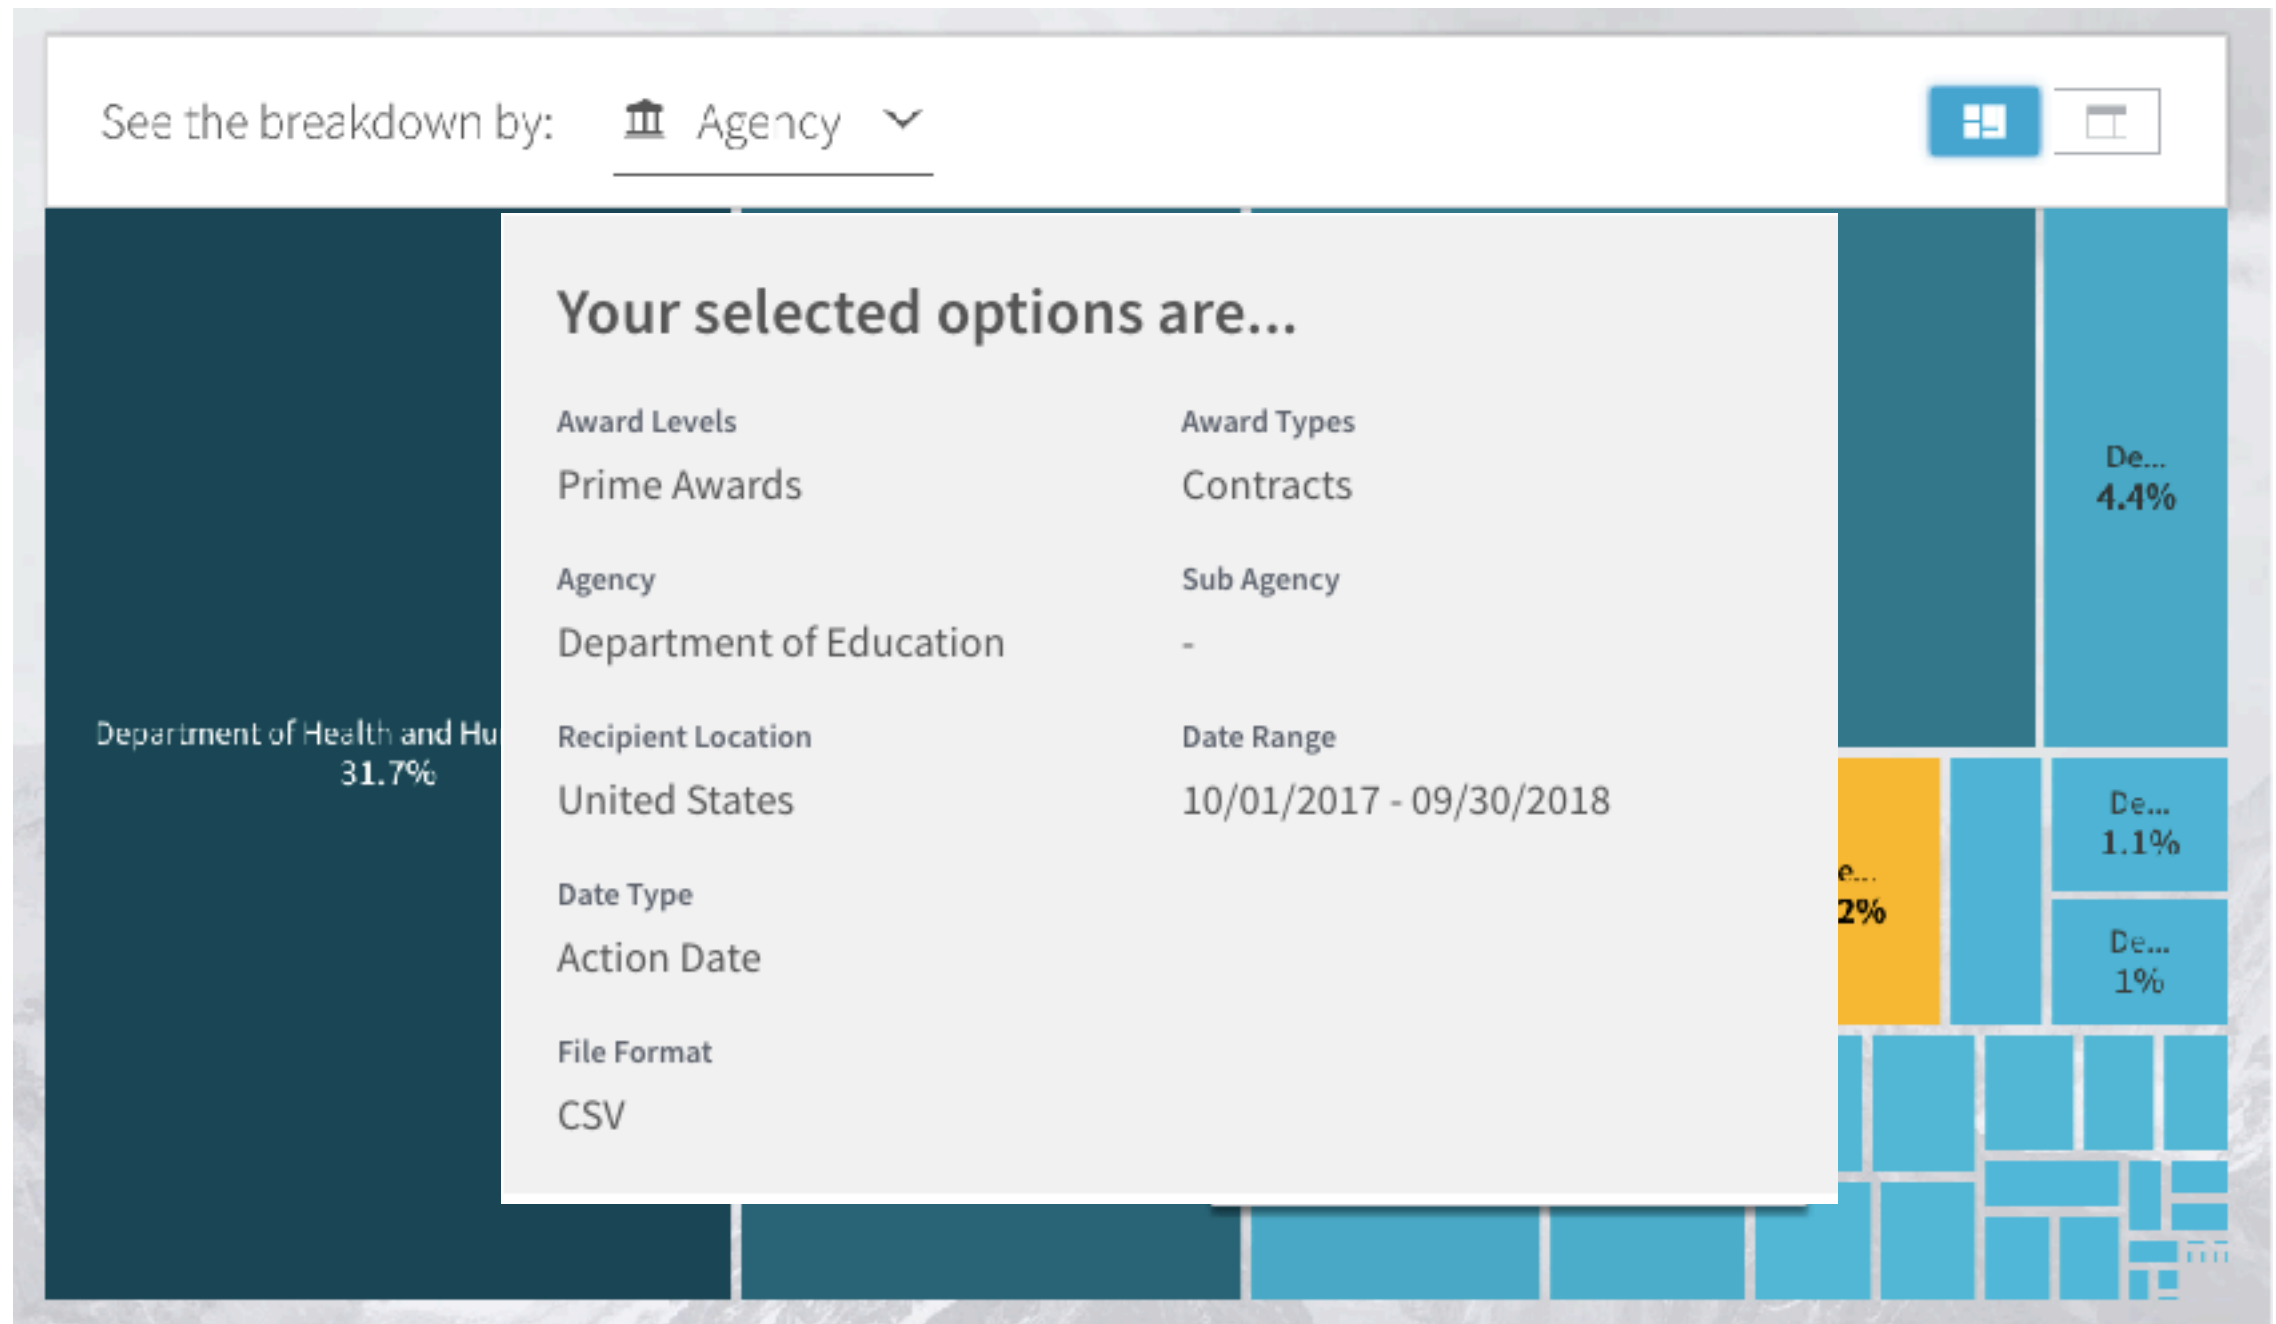 See the breakdown by: Agency
Your selected options are...
Award Levels
Prime Awards
Award Types
Contracts
Agency
Department of Education
Sub Agency
-
Recipient Location
United States
Date Range
10/01/2017 - 09/30/2018
Date Type
Action Date
File Format
CSV
Department of Health and Hu
31.7%
De...
4.4%
e...
2%
De...
1.1%
De...
1%